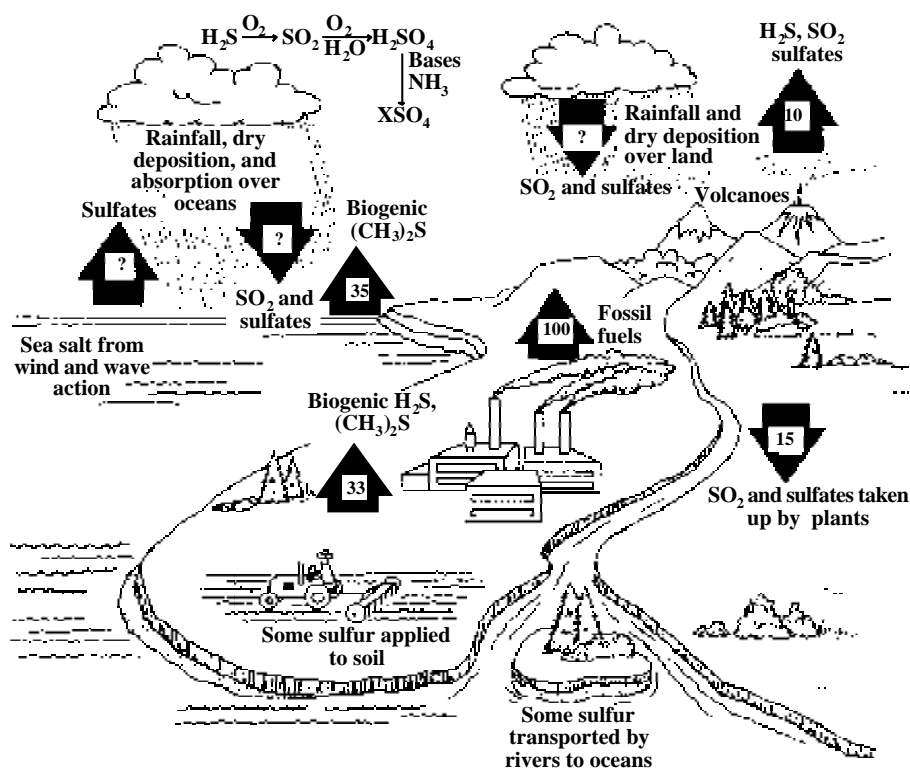 H₂S O₂ → SO₂ O₂ H₂O → H₂SO₄
Bases
NH₃
XSO₄
H₂S, SO₂
sulfates
10
Rainfall, dry
deposition, and
absorption over
oceans
?
Rainfall and
dry deposition
over land
SO₂ and sulfates
Volcanoes
Sulfates
?
?
SO₂ and
sulfates
Biogenic
(CH₃)₂S
35
Sea salt from
wind and wave
action
100
Fossil
fuels
Biogenic H₂S,
(CH₃)₂S
33
15
SO₂ and sulfates taken
up by plants
Some sulfur applied
to soil
Some sulfur
transported by
rivers to oceans